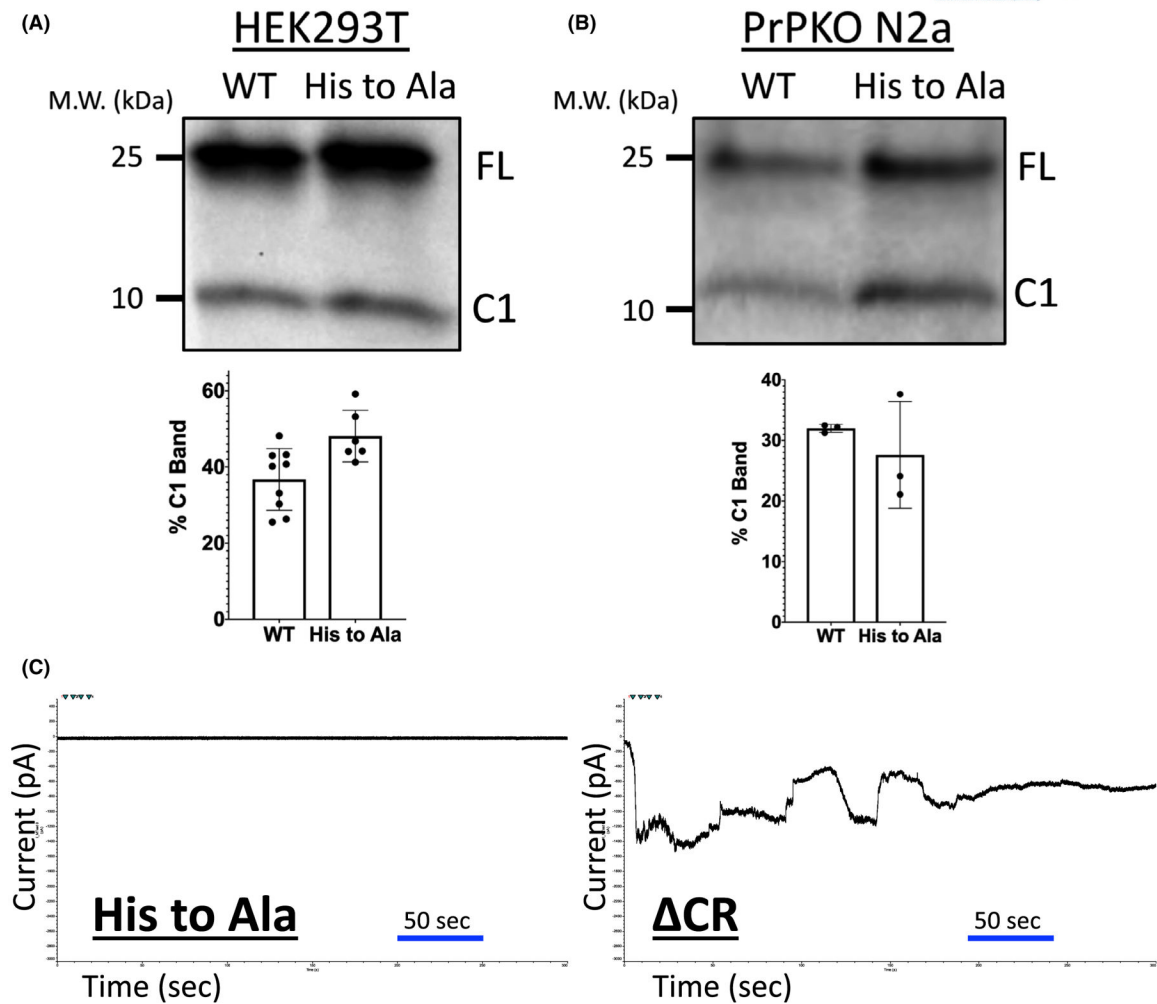 (A) HEK293T
WT His to Ala
M.W. (kDa)
25 FL
10 C1
60
40
20
0
% C1 Band
WT His to Ala
(B) PrPKO N2a
WT His to Ala
M.W. (kDa)
25 FL
10 C1
40
30
20
10
0
% C1 Band
WT His to Ala
(C)
Current (pA)
His to Ala
50 sec
Time (sec)
Current (pA)
ΔCR
50 sec
Time (sec)